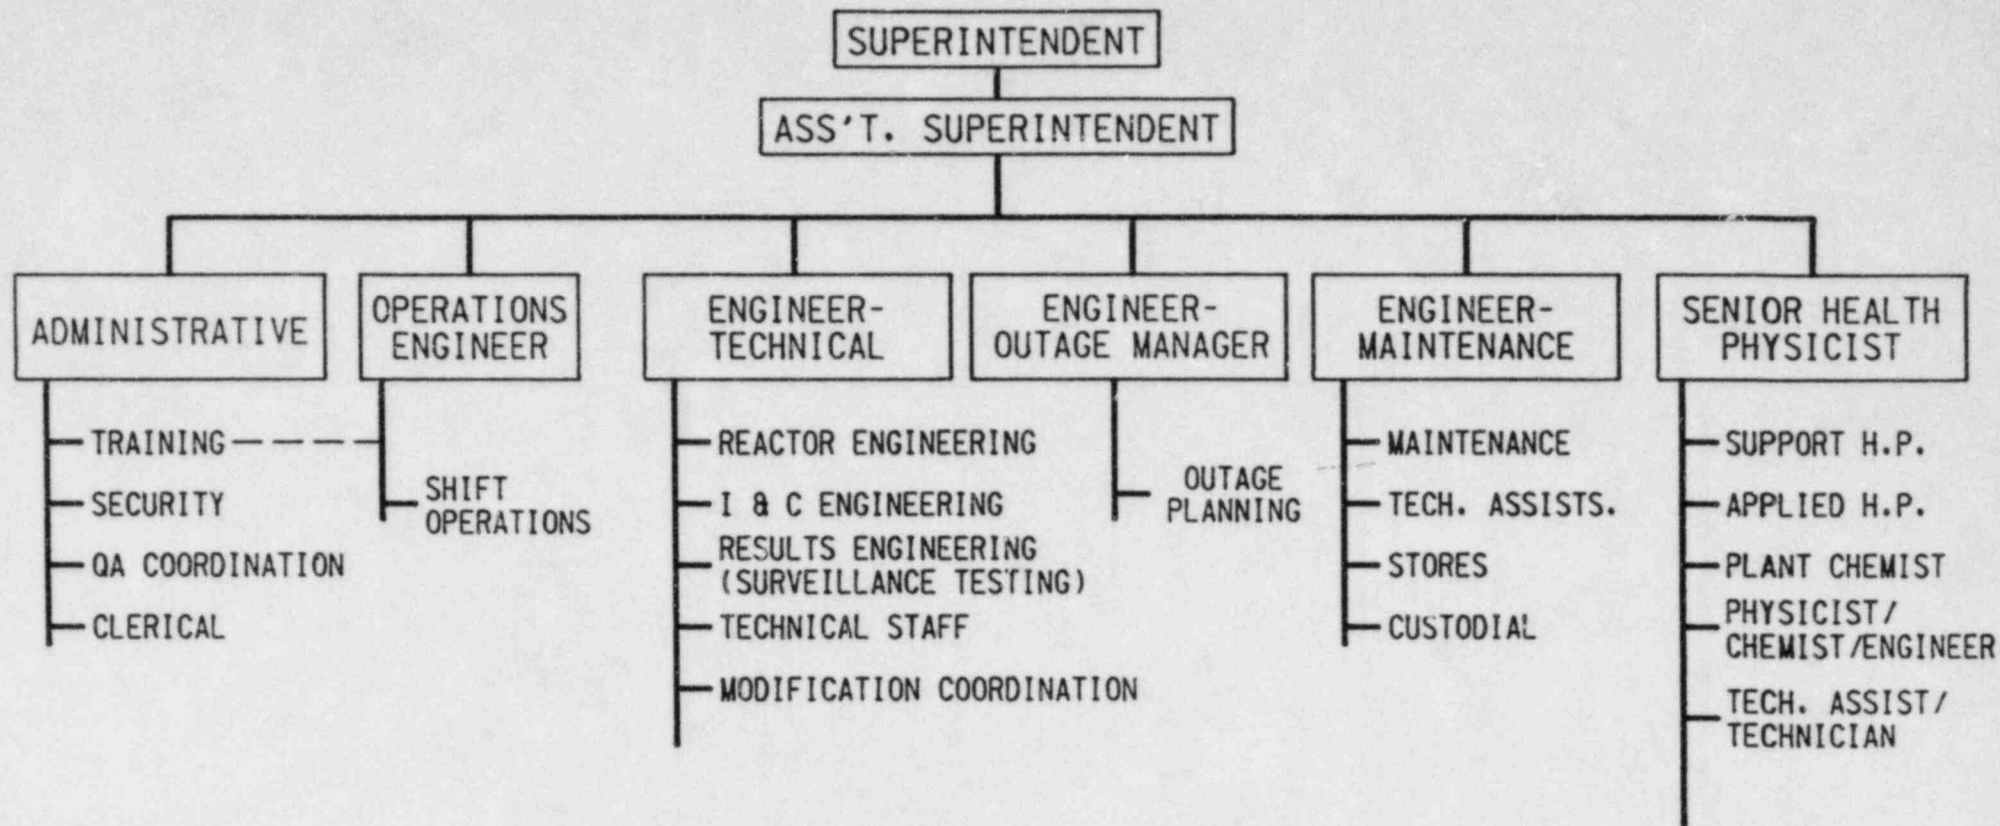 SUPERINTENDENT
ASS'T. SUPERINTENDENT
ADMINISTRATIVE
TRAINING
SECURITY
QA COORDINATION
CLERICAL
OPERATIONS
ENGINEER
SHIFT
OPERATIONS
ENGINEER-
TECHNICAL
REACTOR ENGINEERING
I & C ENGINEERING
RESULTS ENGINEERING
(SURVEILLANCE TESTING)
TECHNICAL STAFF
MODIFICATION COORDINATION
ENGINEER-
OUTAGE MANAGER
OUTAGE
PLANNING
ENGINEER-
MAINTENANCE
MAINTENANCE
TECH. ASSISTS.
STORES
CUSTODIAL
SENIOR HEALTH
PHYSICIST
SUPPORT H.P.
APPLIED H.P.
PLANT CHEMIST
PHYSICIST/
CHEMIST/ENGINEER
TECH. ASSIST/
TECHNICIAN